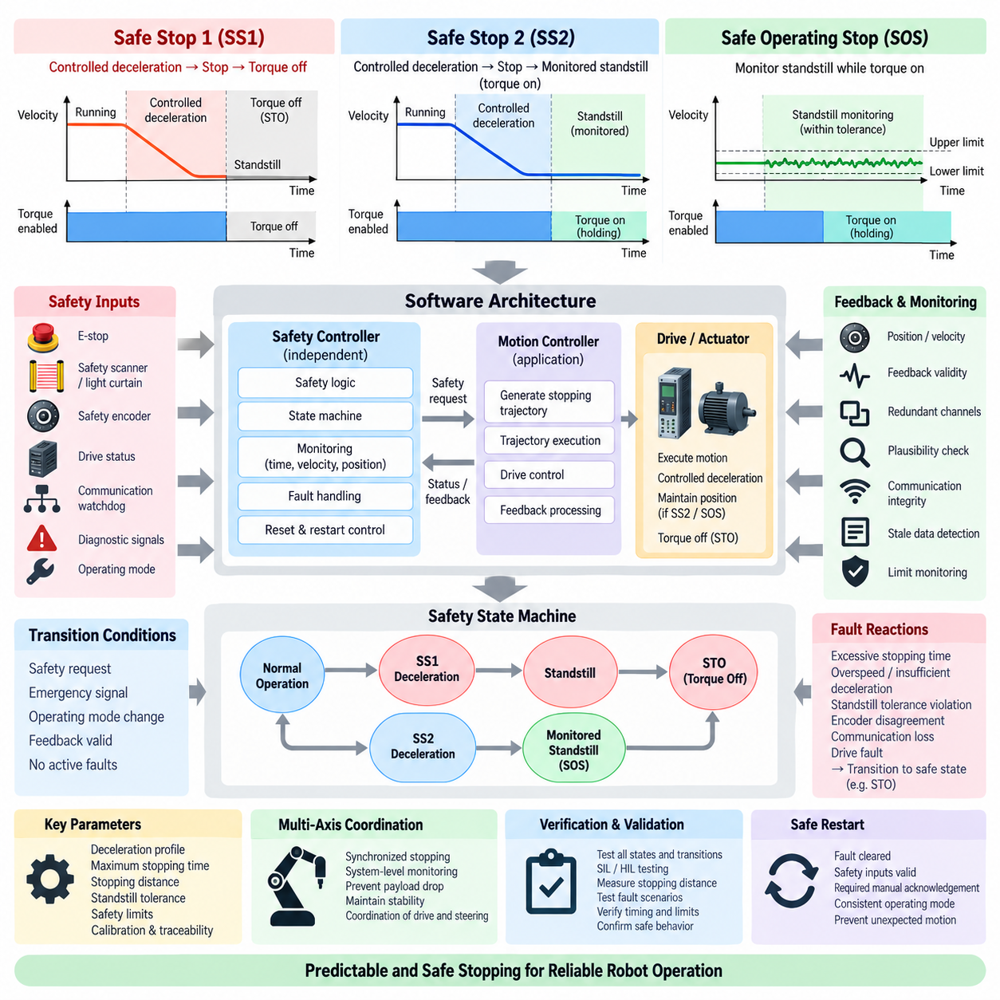 Safe Stop 1 (SS1)
Controlled deceleration → Stop → Torque off
Velocity
Running
Controlled
deceleration
Torque off
(STO)
Standstill
Time
Torque
enabled
Torque off
Time
Safe Stop 2 (SS2)
Controlled deceleration → Stop → Monitored standstill
(torque on)
Velocity
Running
Controlled
deceleration
Standstill
(monitored)
Time
Torque
enabled
Torque on
(holding)
Time
Safe Operating Stop (SOS)
Monitor standstill while torque on
Velocity
Standstill monitoring
(within tolerance)
Upper limit
Lower limit
Time
Torque
enabled
Torque on
(holding)
Time
Safety Inputs
E-stop
Safety scanner
/ light curtain
Safety encoder
Drive status
Communication
watchdog
Diagnostic signals
Operating mode
Software Architecture
Safety Controller
(independent)
Safety logic
State machine
Monitoring
(time, velocity, position)
Fault handling
Reset & restart control
Safety
request
Status /
feedback
Motion Controller
(application)
Generate stopping
trajectory
Trajectory execution
Drive control
Feedback processing
Drive / Actuator
Execute motion
Controlled deceleration
Maintain position
(if SS2 / SOS)
Torque off (STO)
Feedback & Monitoring
Position / velocity
Feedback validity
Redundant channels
Plausibility check
Communication
integrity
Stale data detection
Limit monitoring
Transition Conditions
Safety request
Emergency signal
Operating mode change
Feedback valid
No active faults
Safety State Machine
Normal
Operation
SS1
Deceleration
Standstill
STO
(Torque Off)
SS2
Deceleration
Monitored
Standstill
(SOS)
Fault Reactions
Excessive stopping time
Overspeed / insufficient
deceleration
Standstill tolerance violation
Encoder disagreement
Communication loss
Drive fault
→ Transition to safe state
(e.g. STO)
Key Parameters
Deceleration profile
Maximum stopping time
Stopping distance
Standstill tolerance
Safety limits
Calibration & traceability
Multi-Axis Coordination
Synchronized stopping
System-level monitoring
Prevent payload drop
Maintain stability
Coordination of drive and steering
Verification & Validation
Test all states and transitions
SIL / HIL testing
Measure stopping distance
Test fault scenarios
Verify timing and limits
Confirm safe behavior
Safe Restart
Fault cleared
Safety inputs valid
Required manual acknowledgement
Consistent operating mode
Prevent unexpected motion
Predictable and Safe Stopping for Reliable Robot Operation